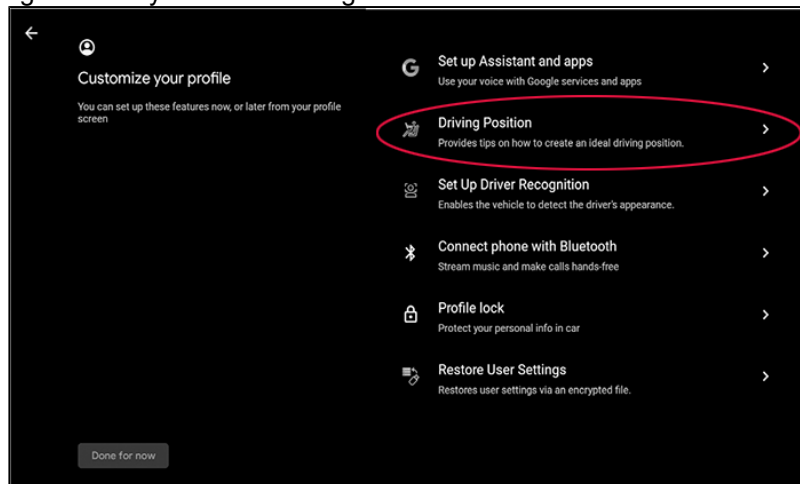 Customize your profile
You can set up these features now, or later from your profile
screen
Done for now
Set up Assistant and apps
Use your voice with Google services and apps
Driving Position
Provides tips on how to create an ideal driving position.
Set Up Driver Recognition
Enables the vehicle to detect the driver's appearance.
Connect phone with Bluetooth
Stream music and make calls hands-free
Profile lock
Protect your personal info in car
Restore User Settings
Restores user settings via an encrypted file.